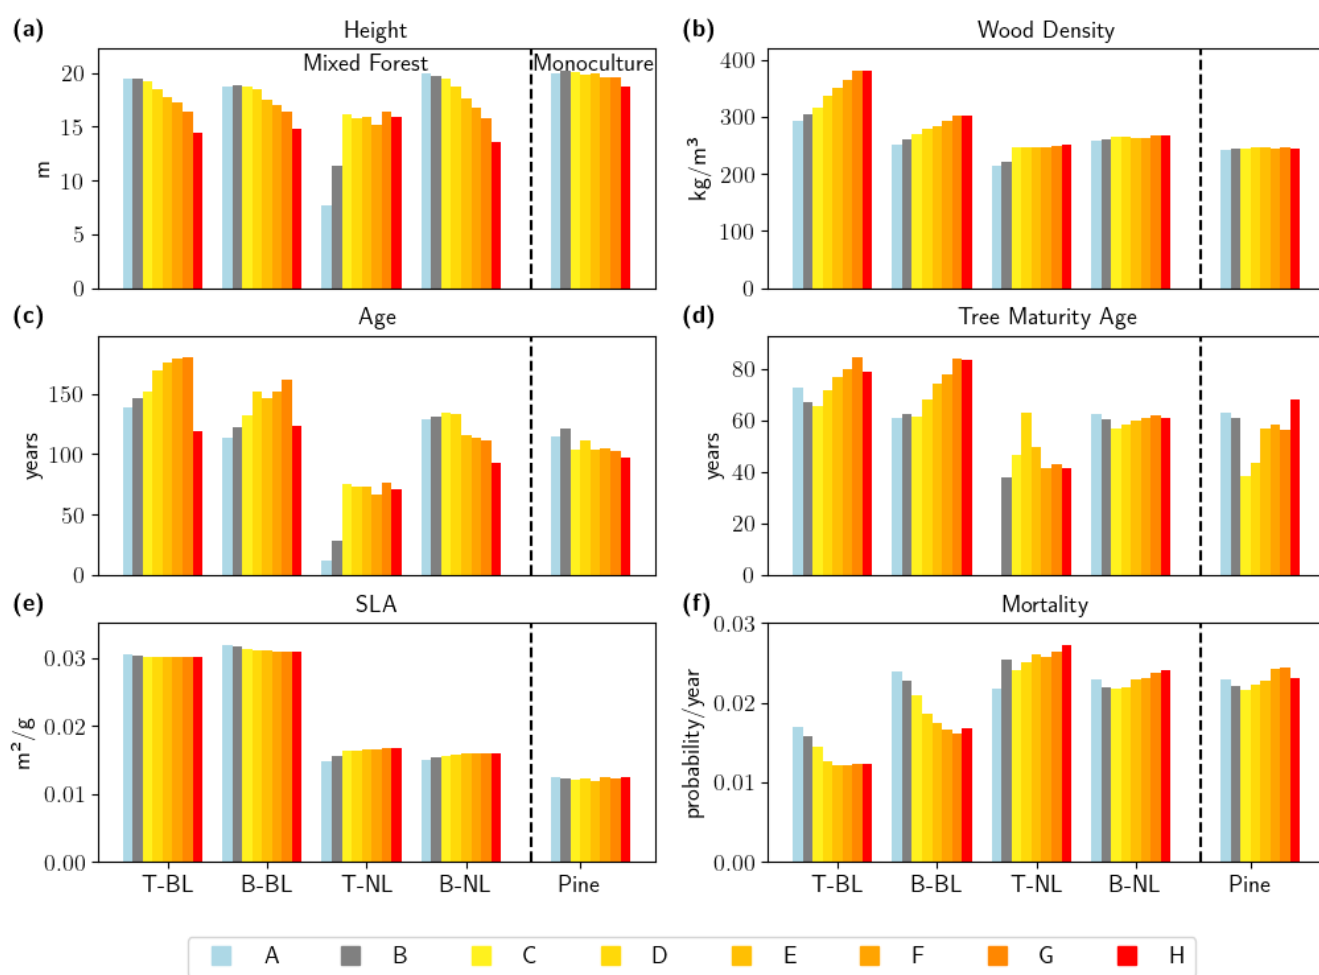 (a) Height
Mixed Forest Monoculture
m
20
15
10
5
0
(b) Wood Density
kg/m³
400
300
200
100
0
(c) Age
years
150
100
50
0
(d) Tree Maturity Age
years
80
60
40
20
0
(e) SLA
m²/g
0.03
0.02
0.01
0.00
T-BL B-BL T-NL B-NL Pine
(f) Mortality
probability/year
0.03
0.02
0.01
0.00
T-BL B-BL T-NL B-NL Pine
A B C D E F G H